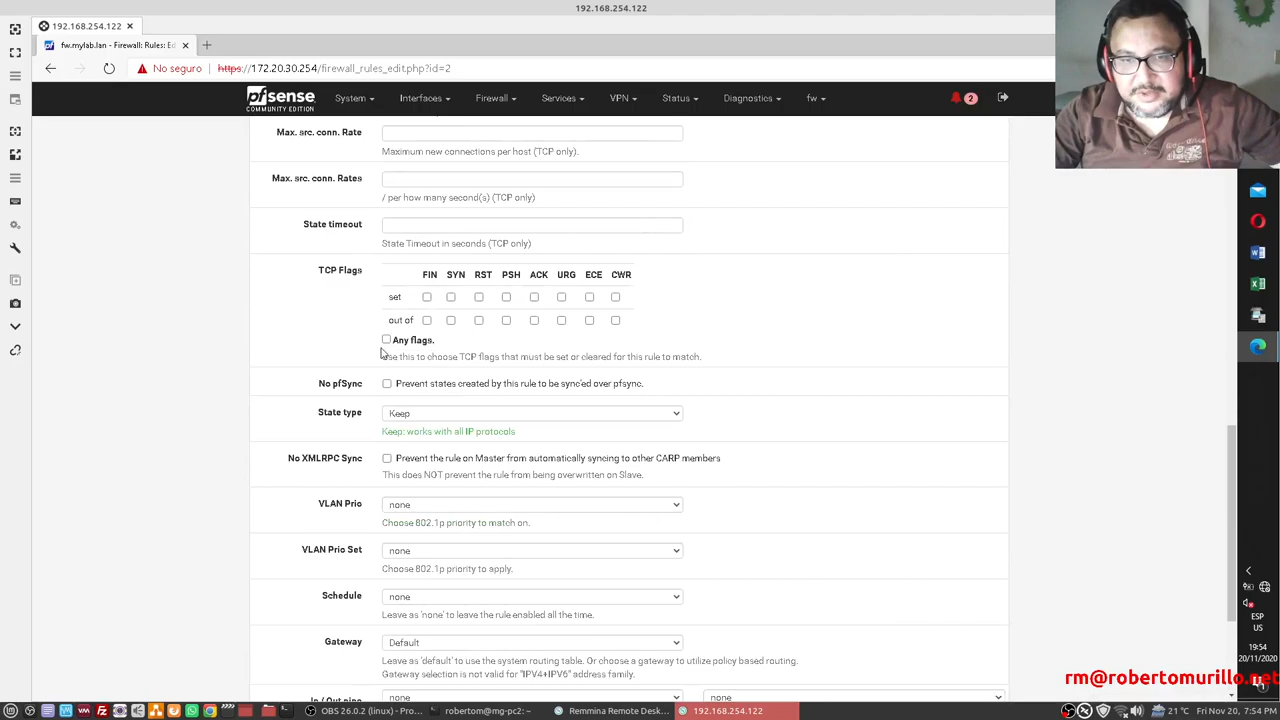 192.168.254.122
192.168.254.122
fw.mylab.lan - Firewall: Rules: Ed
No seguro https://172.20.30.254/firewall_rules_edit.php?id=2
pfsense COMMUNITY EDITION System Interfaces Firewall Services VPN Status Diagnostics fw 2
Max. src. conn. Rate
Maximum new connections per host (TCP only).
Max. src. conn. Rates
/ per how many second(s) (TCP only)
State timeout
State Timeout in seconds (TCP only)
TCP Flags
FIN SYN RST PSH ACK URG ECE CWR
set
out of
Any flags.
Use this to choose TCP flags that must be set or cleared for this rule to match.
No pfSync Prevent states created by this rule to be sync'ed over pfsync.
State type Keep
Keep: works with all IP protocols
No XMLRPC Sync Prevent the rule on Master from automatically syncing to other CARP members
This does NOT prevent the rule from being overwritten on Slave.
VLAN Prio none
Choose 802.1p priority to match on.
VLAN Prio Set none
Choose 802.1p priority to apply.
Schedule none
Leave as 'none' to leave the rule enabled all the time.
Gateway Default
Leave as 'default' to use the system routing table. Or choose a gateway to utilize policy based routing.
Gateway selection is not valid for "IPV4+IPV6" address family.
In / Out pipe none none
ESP
US
19:54
20/11/2020
rm@robertomurillo.net
OBS 26.0.2 (linux) - Pro... robertom@mg-pc2: ~ Remmina Remote Desk... 192.168.254.122 21 °C Fri Nov 20, 7:54 PM